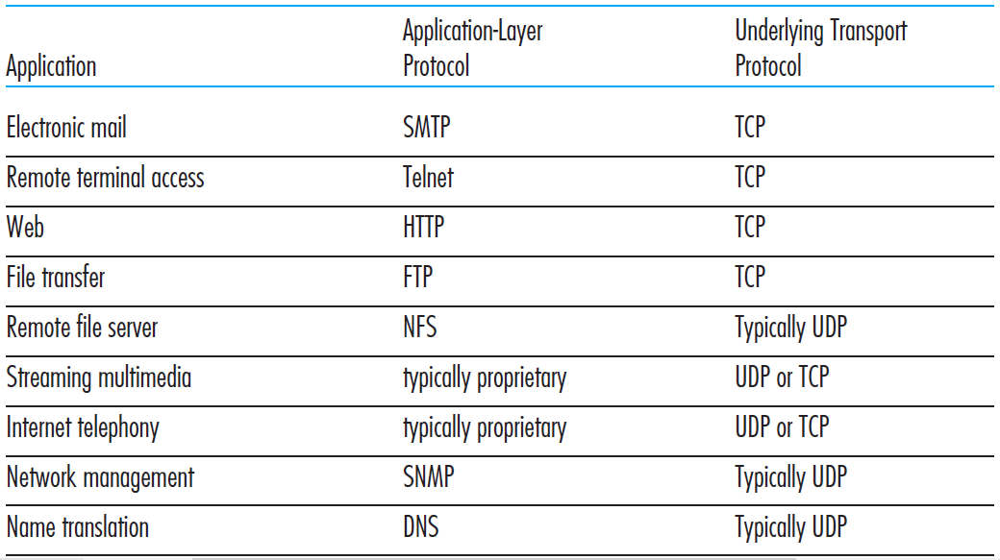 Application Application-Layer Protocol Underlying Transport Protocol
Electronic mail SMTP TCP
Remote terminal access Telnet TCP
Web HTTP TCP
File transfer FTP TCP
Remote file server NFS Typically UDP
Streaming multimedia typically proprietary UDP or TCP
Internet telephony typically proprietary UDP or TCP
Network management SNMP Typically UDP
Name translation DNS Typically UDP